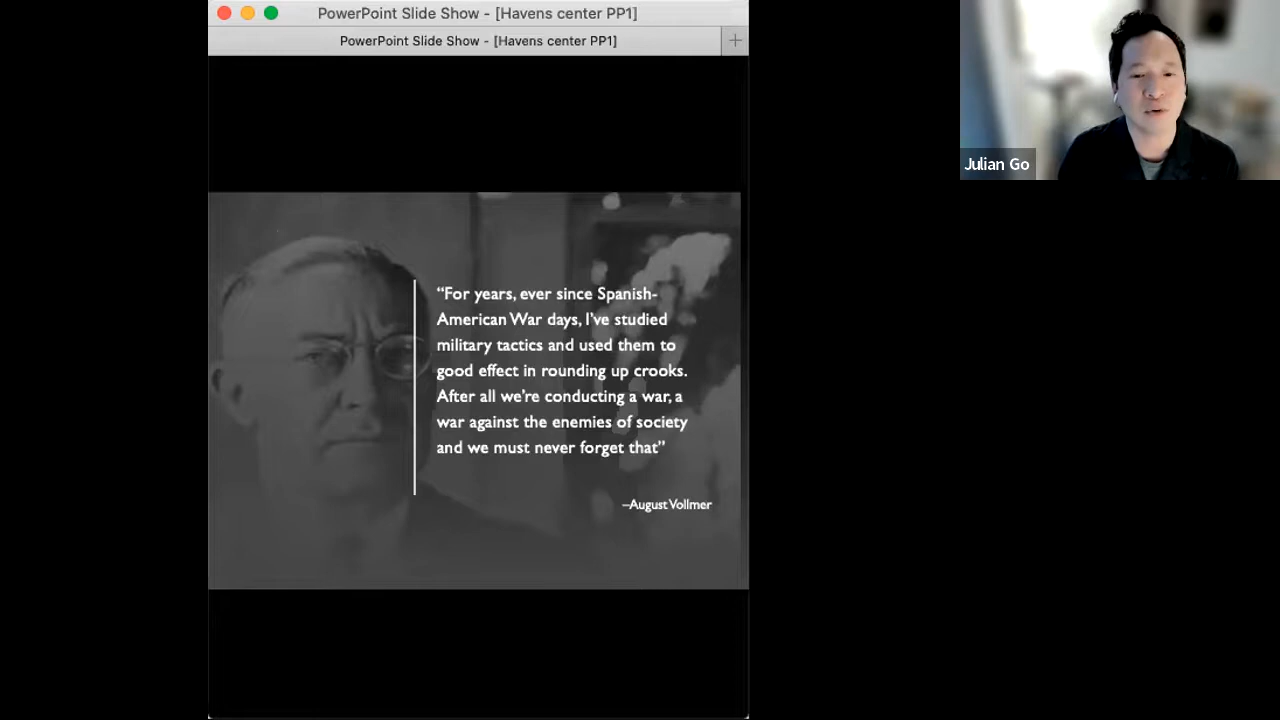 PowerPoint Slide Show - [Havens center PP1]
PowerPoint Slide Show - [Havens center PP1]
Julian Go
“For years, ever since Spanish-
American War days, I’ve studied
military tactics and used them to
good effect in rounding up crooks.
After all we’re conducting a war, a
war against the enemies of society
and we must never forget that”
–August Vollmer